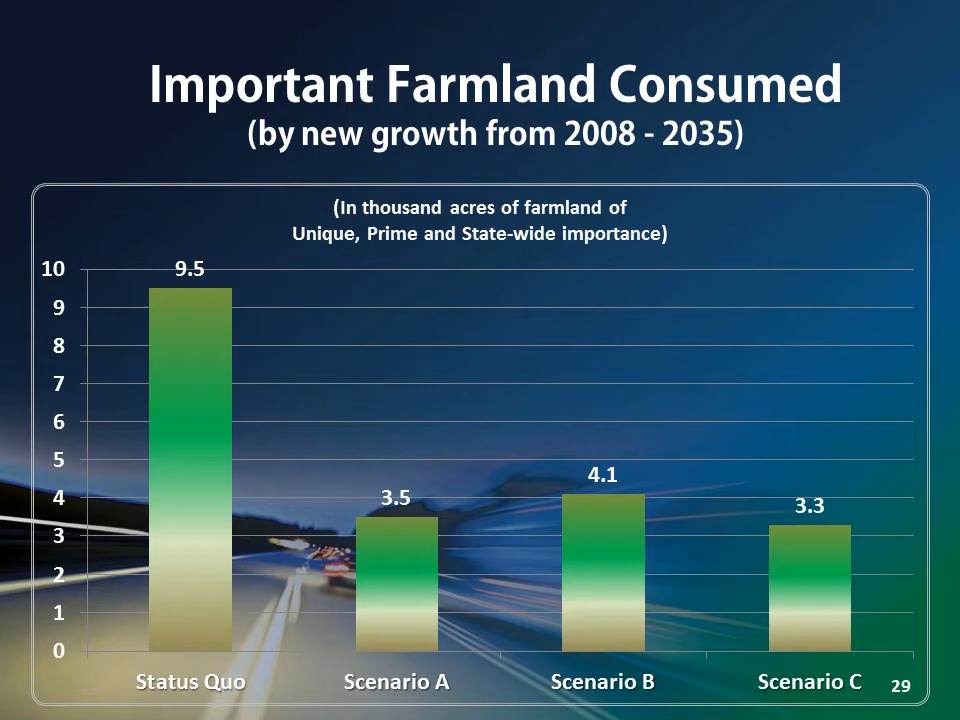 Important Farmland Consumed
(by new growth from 2008 - 2035)
(In thousand acres of farmland of
Unique, Prime and State-wide importance)
10
9
8
7
6
5
4
3
2
1
0
9.5
3.5
4.1
3.3
Status Quo
Scenario A
Scenario B
Scenario C
29